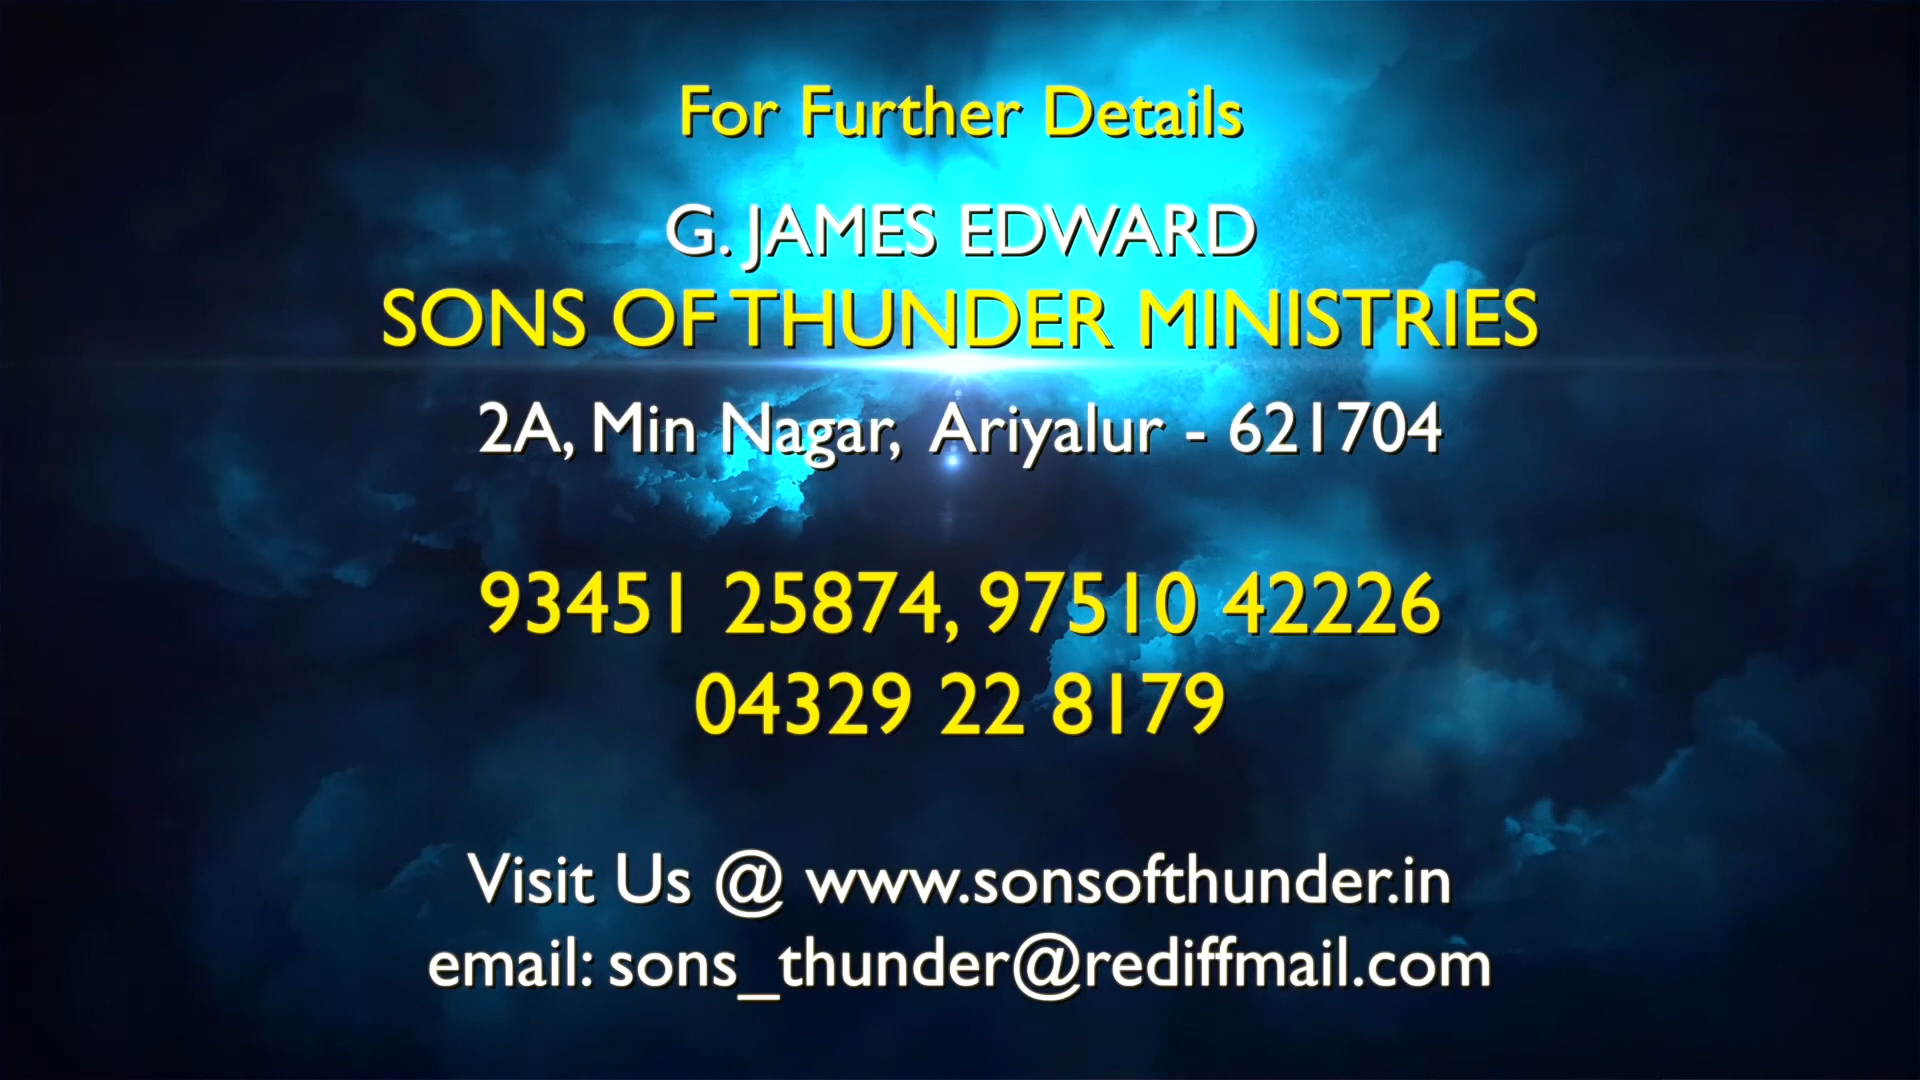 For Further Details
G. JAMES EDWARD
SONS OF THUNDER MINISTRIES
2A, Min Nagar, Ariyalur - 621704
93451 25874, 97510 42226
04329 22 8179
Visit Us @ www.sonsofthunder.in
email: sons_thunder@rediffmail.com